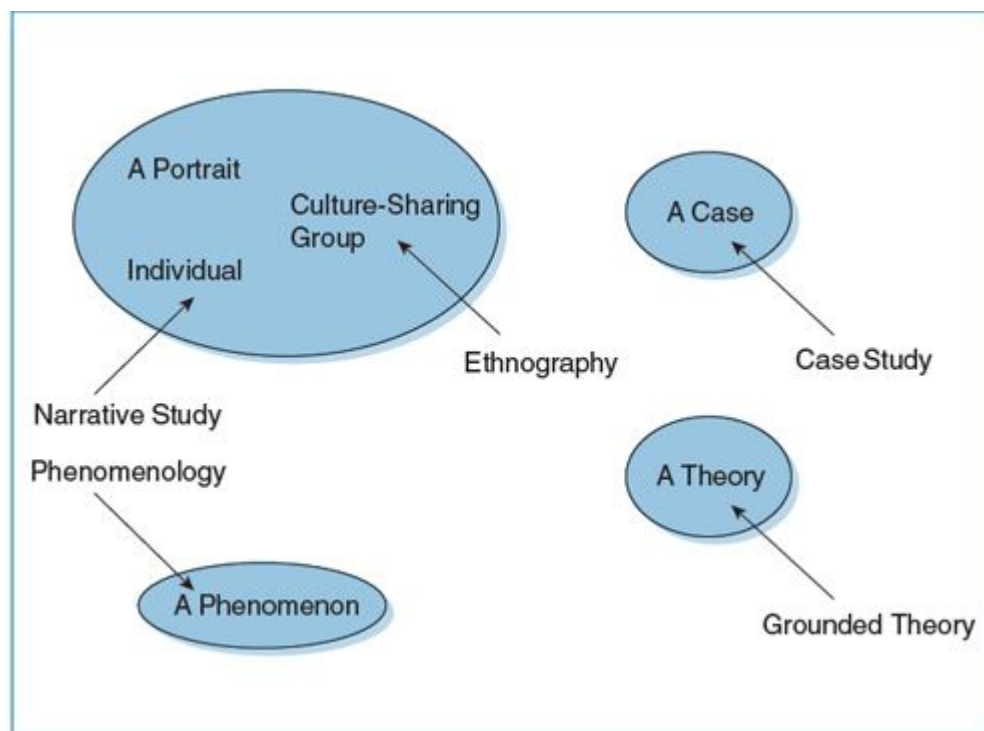 A Portrait
Culture-Sharing
Group
Individual
A Case
Ethnography
Case Study
Narrative Study
Phenomenology
A Theory
A Phenomenon
Grounded Theory